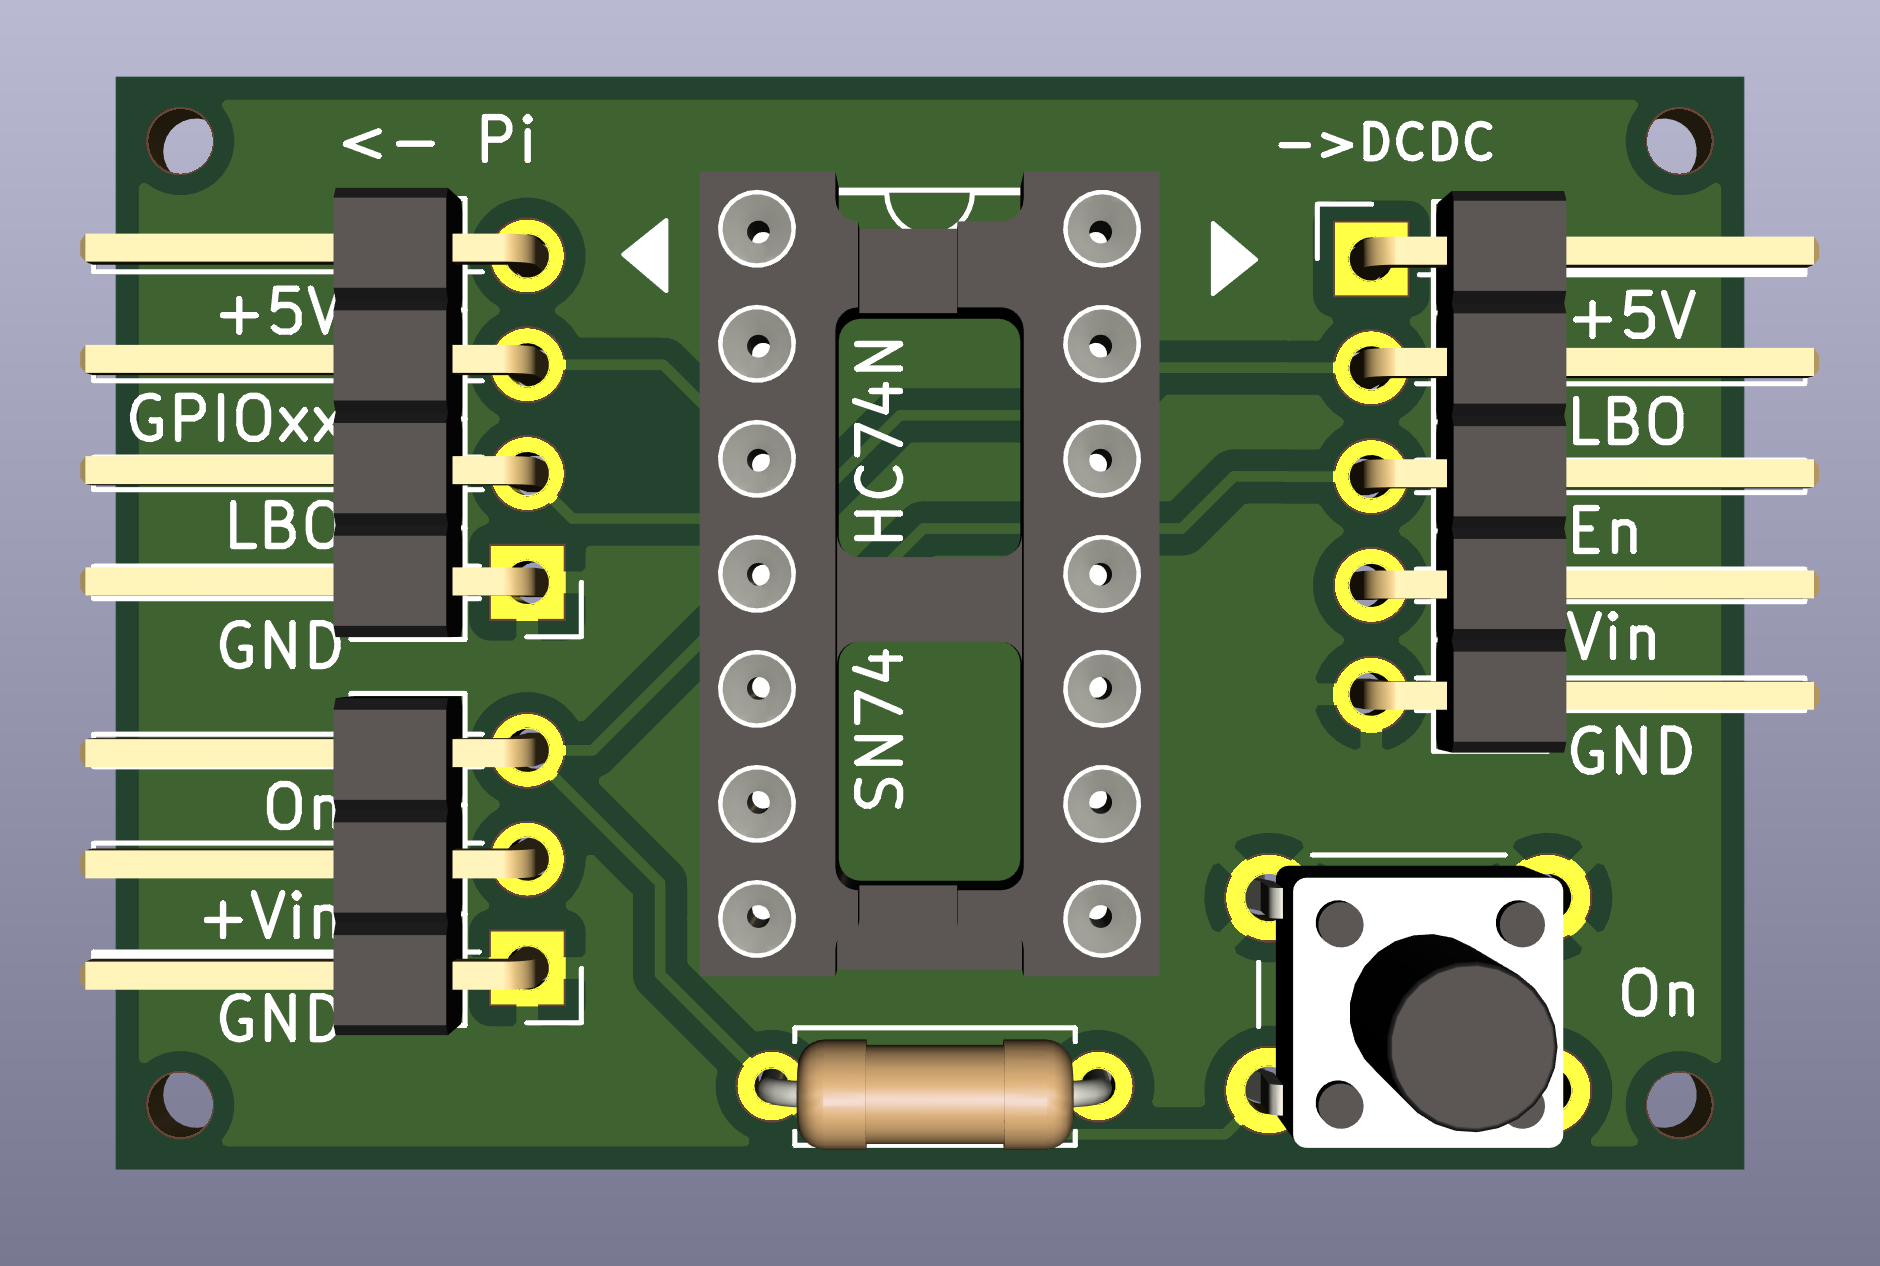 <- Pi
->DCDC
+5V
GPIOxx
LBO
GND
On
+Vin
GND
HC74N
SN74
+5V
LBO
En
Vin
GND
On